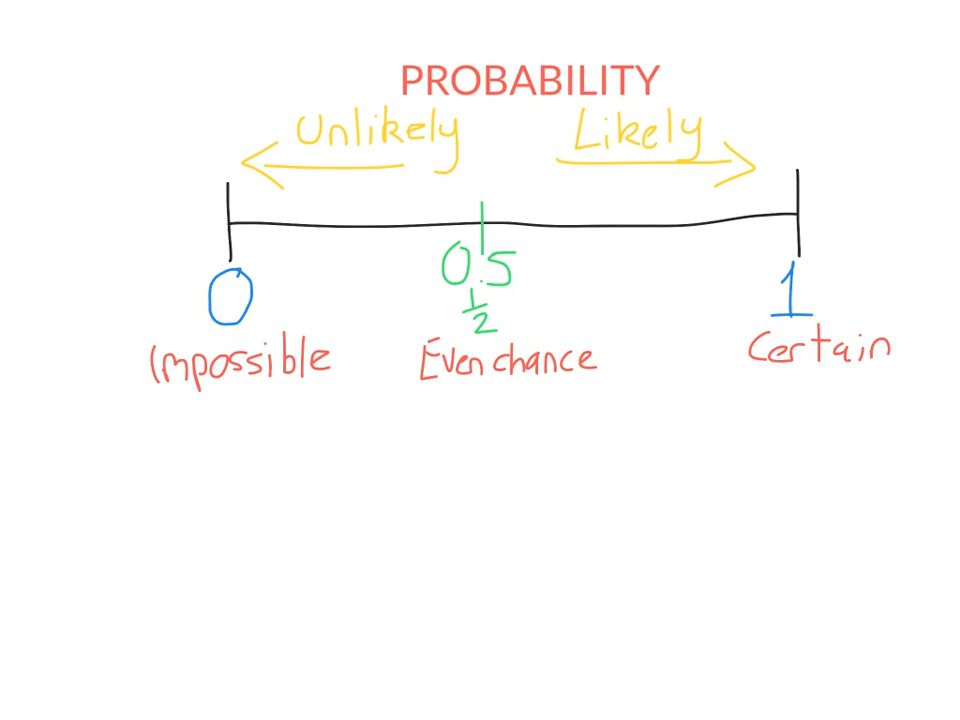 PROBABILITY
Unlikely Likely
0 0.5 1
1/2
Impossible Even chance Certain